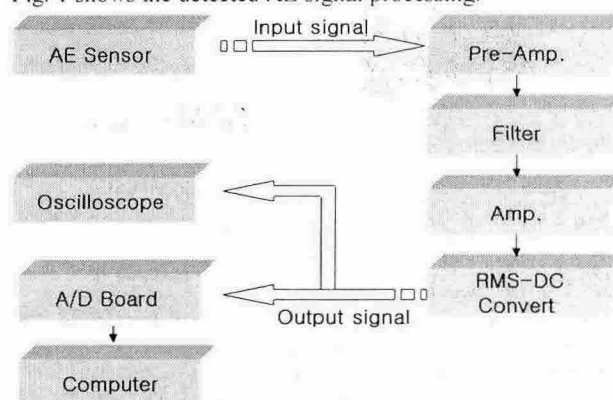 Fig. 1 shows the detected AE signal processing.
Input signal
AE Sensor
Pre-Amp.
Filter
Oscilloscope
Amp.
A/D Board
RMS-DC
Convert
Output signal
Computer